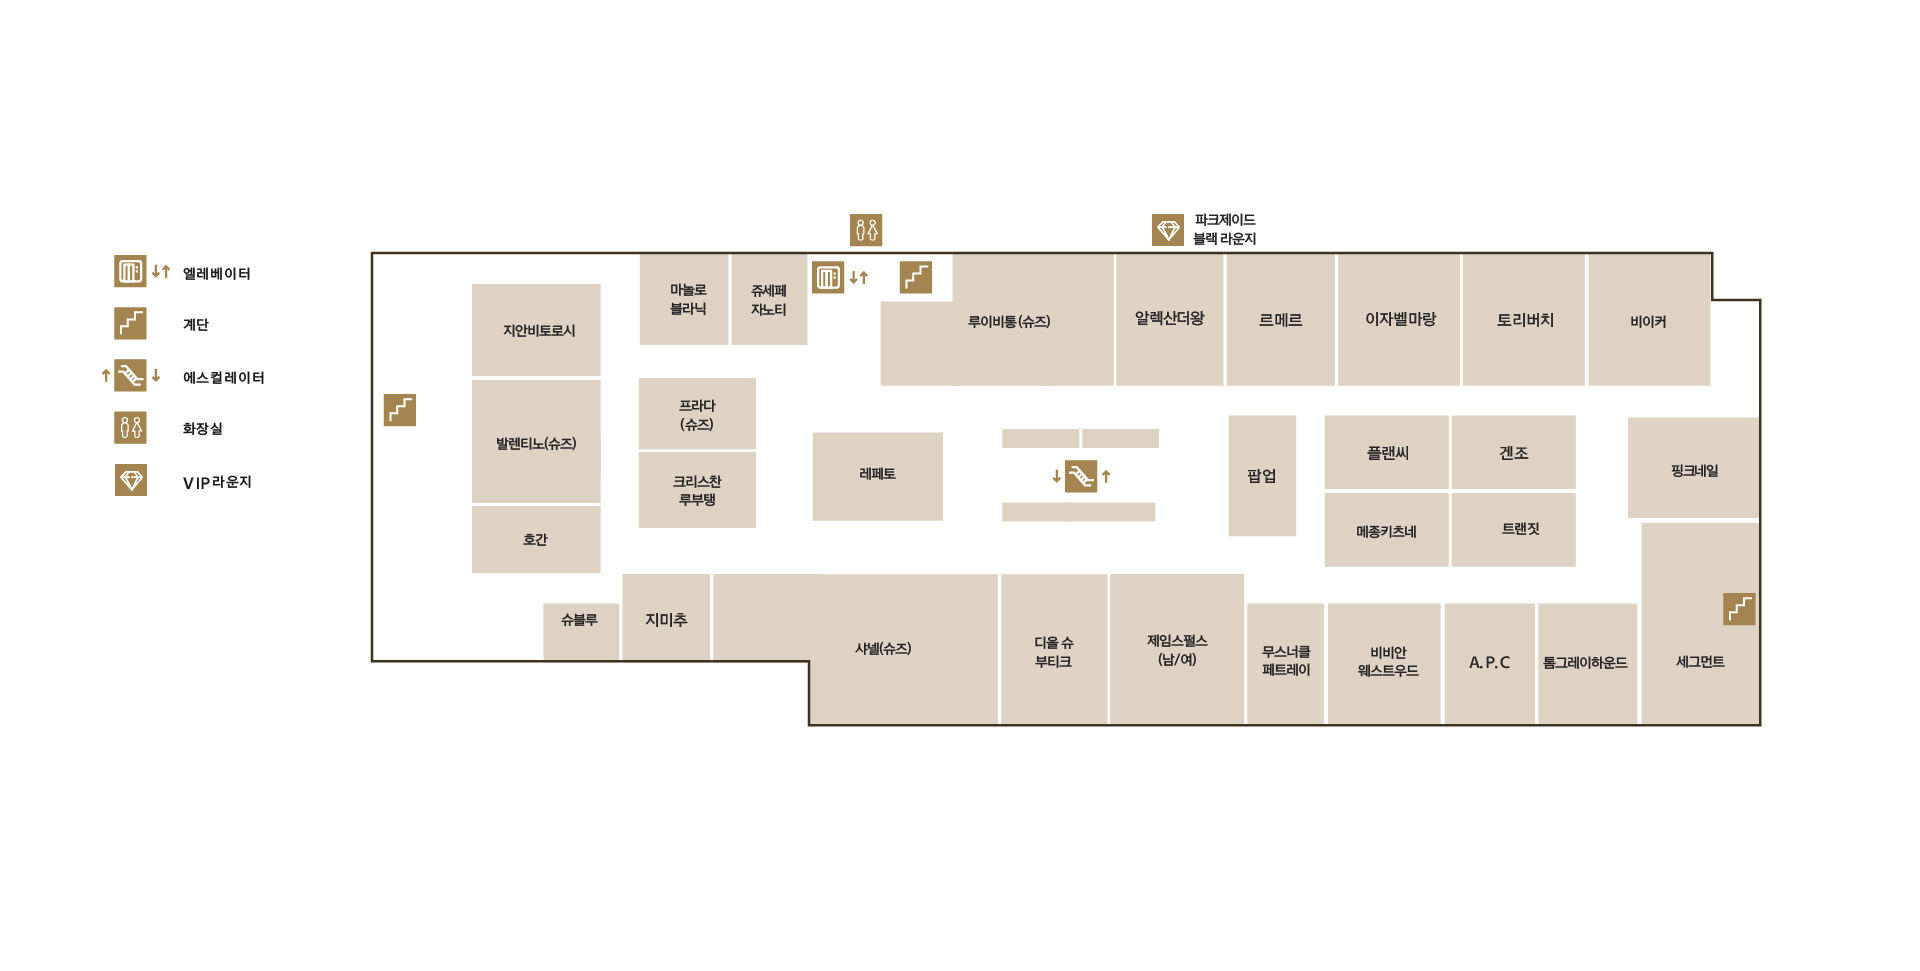 엘레베이터
계단
에스컬레이터
화장실
VIP라운지
파크제이드
블랙 라운지
지안비토로시
발렌티노(슈즈)
호간
마놀로
블라닉
쥬세페
자노티
루이비통(슈즈)
알렉산더왕
르메르
이자벨마랑
토리버치
비이커
프라다
(슈즈)
크리스찬
루부탱
레페토
팝업
플랜씨
겐조
메종키츠네
트랜짓
핑크네일
슈블루
지미추
샤넬(슈즈)
디올 슈
부티크
제임스펄스
(남/여)
무스너클
페트레이
비비안
웨스트우드
A.P.C
톰그레이하운드
세그먼트